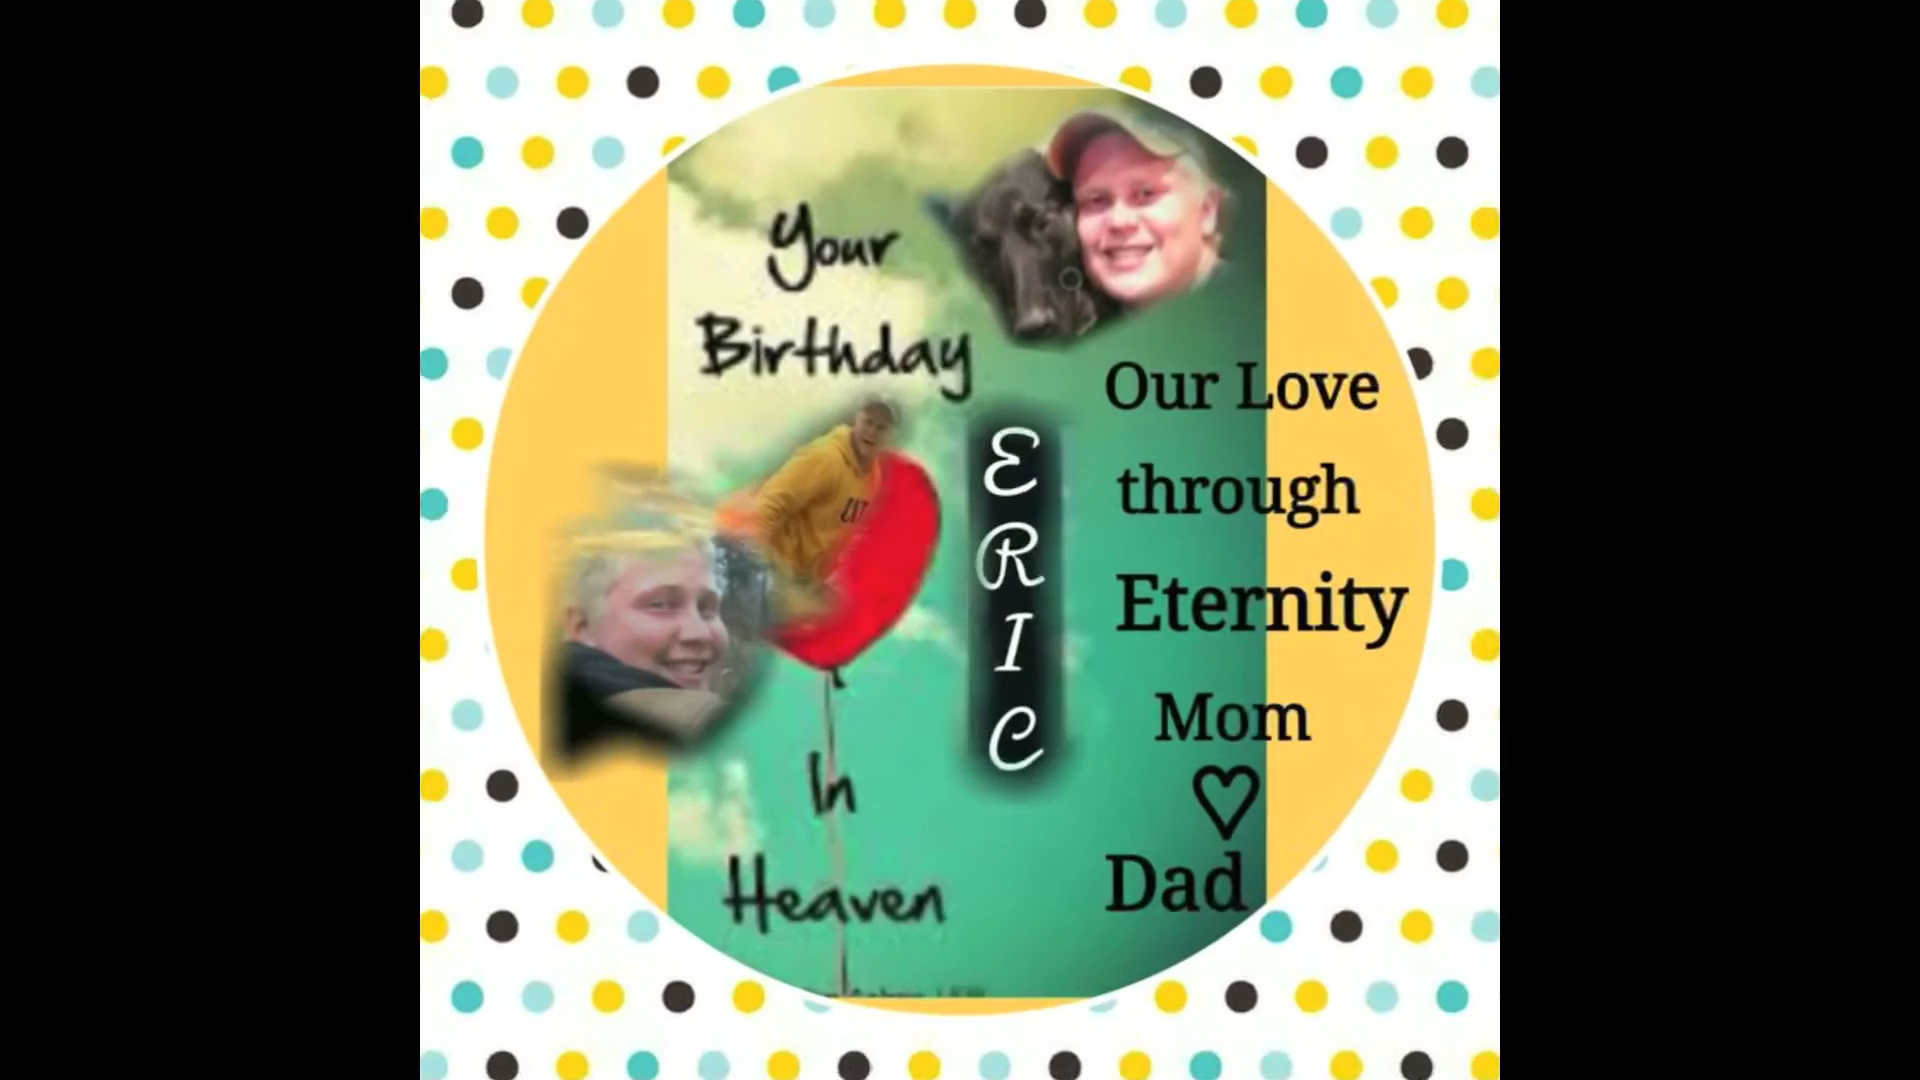 Your
Birthday
In
Heaven
E
R
I
C
Our Love
through
Eternity
Mom
♡
Dad